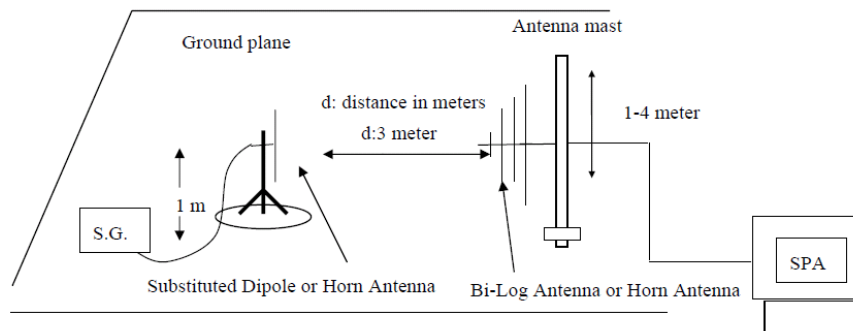 Antenna mast
Ground plane
d: distance in meters
d:3 meter
1-4 meter
1 m
S.G.
SPA
Substituted Dipole or Horn Antenna
Bi-Log Antenna or Horn Antenna